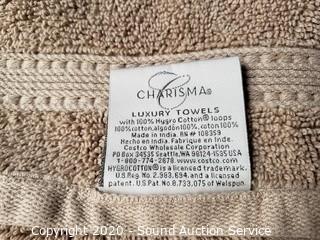 C
CHARISMA®
LUXURY TOWELS
with 100% Hygro Cotton® loops
100% cotton, algodón100%, coton 100%
Made in India. RN# 108359
Hecho en India. Fabriqué en Inde.
Costco Wholesale Corporation
PO Box 34535 Seattle, WA 98124-1535 USA
1-800-774-2678 www.costco.com
HYGROCOTTON® is a licensed trademark.
U.S. Reg No. 2,983,694, and a licensed
patent. U.S Pat. No.8,733,075 of Welspun.
Copyright 2020 - Sound Auction Service